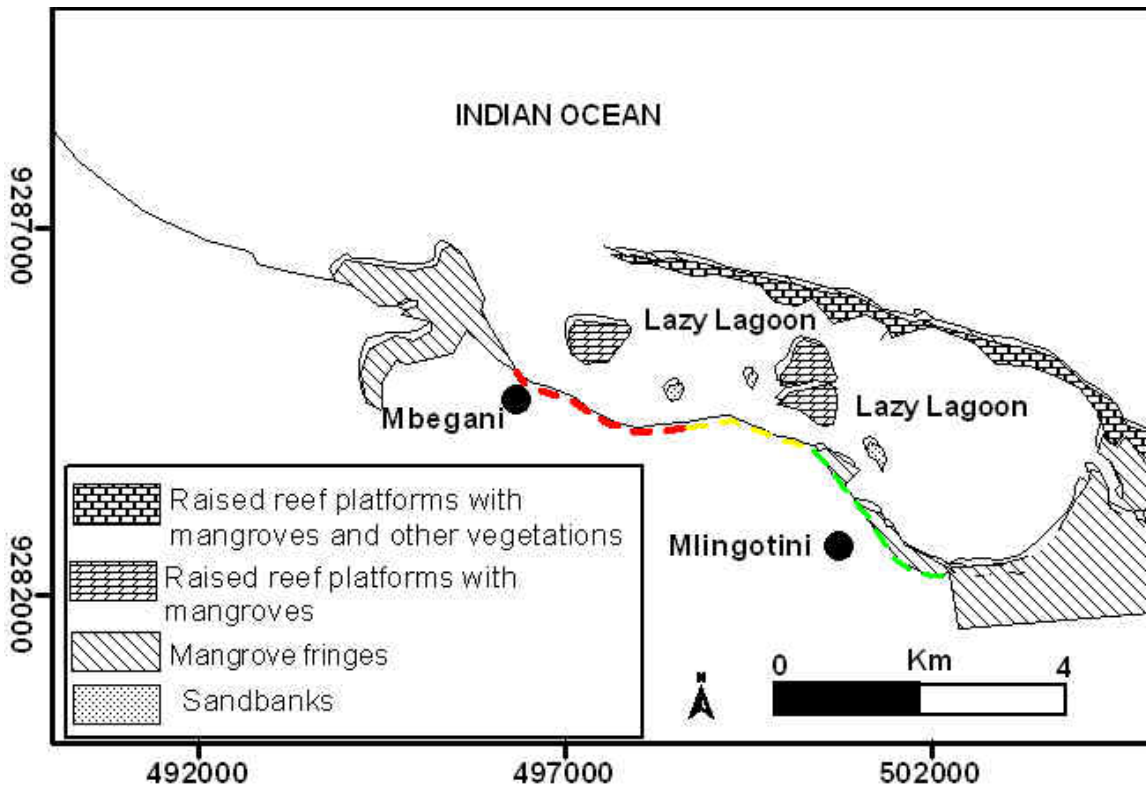 INDIAN OCEAN
9287000
Lazy Lagoon
Mbegani
Lazy Lagoon
Raised reef platforms with
mangroves and other vegetations
Mlingotini
Raised reef platforms with
mangroves
9282000
Mangrove fringes
Sandbanks
N
0 Km 4
492000 497000 502000